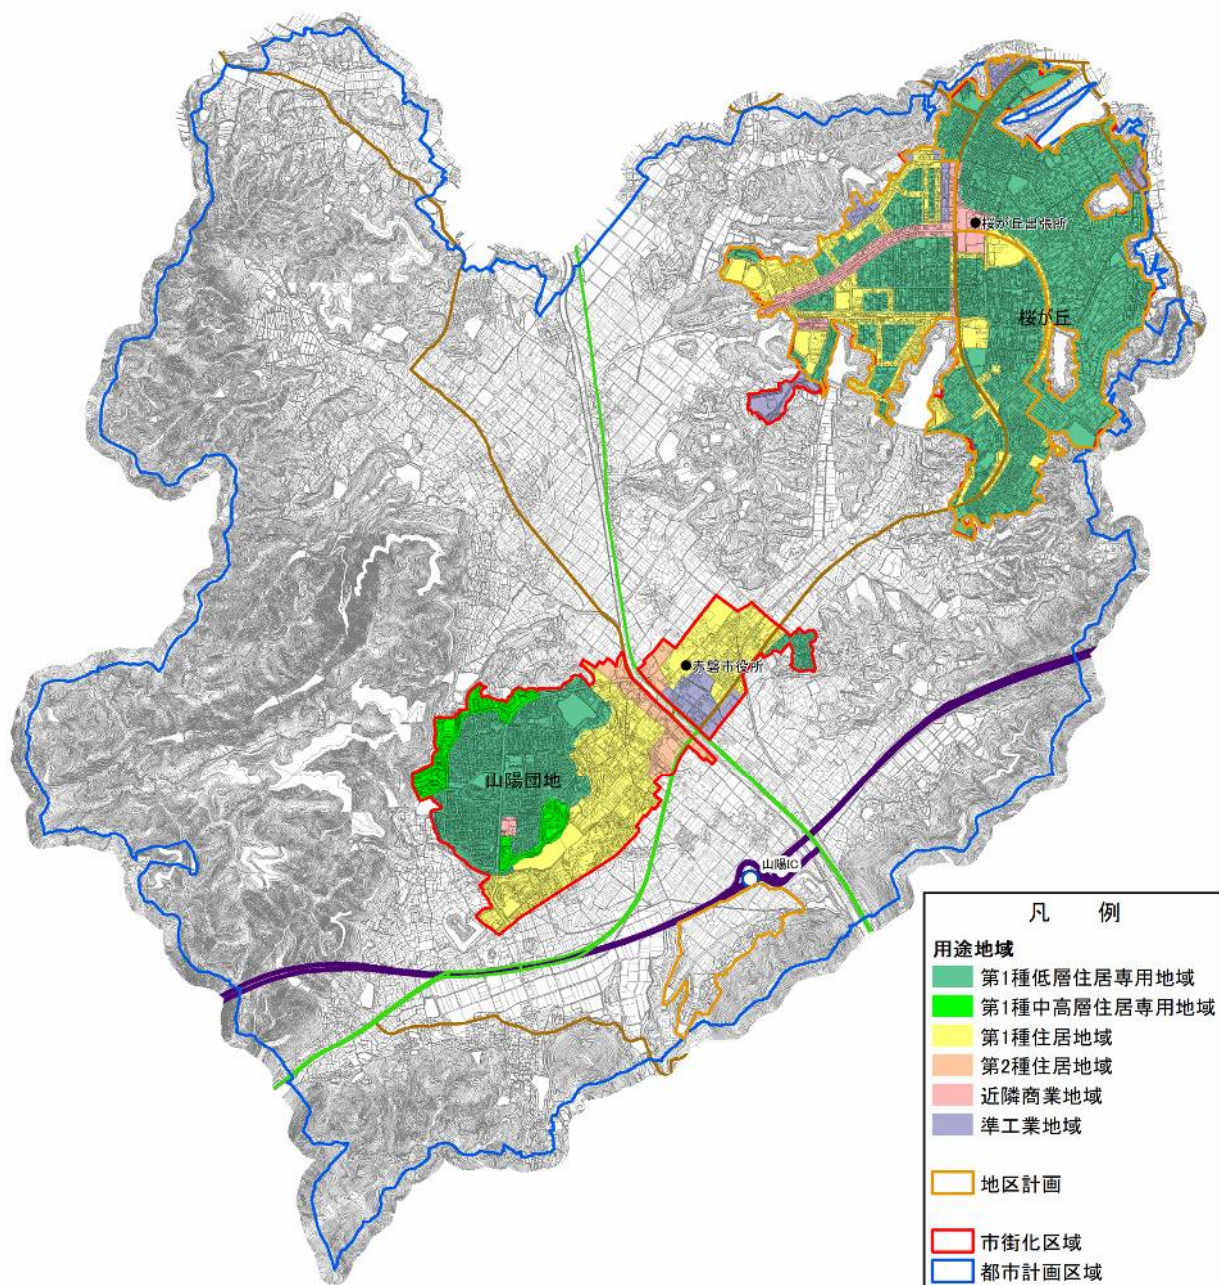 桜が丘出張所
桜が丘
赤磐市役所
山陽団地
山陽IC
凡 例
用途地域
第1種低層住居専用地域
第1種中高層住居専用地域
第1種住居地域
第2種住居地域
近隣商業地域
準工業地域
地区計画
市街化区域
都市計画区域